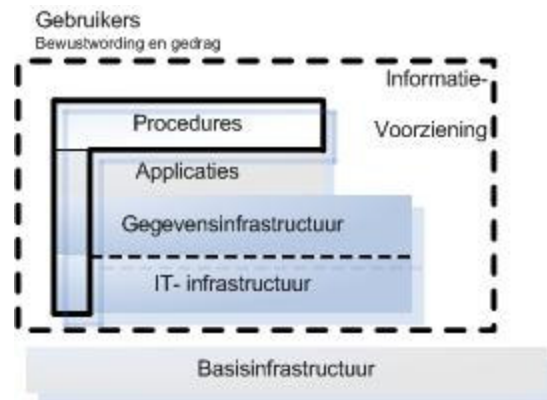 Gebruikers
Bewustwording en gedrag
Informatie-
Procedures
Voorziening
Applicaties
Gegevensinfrastructuur
IT- infrastructuur
Basisinfrastructuur